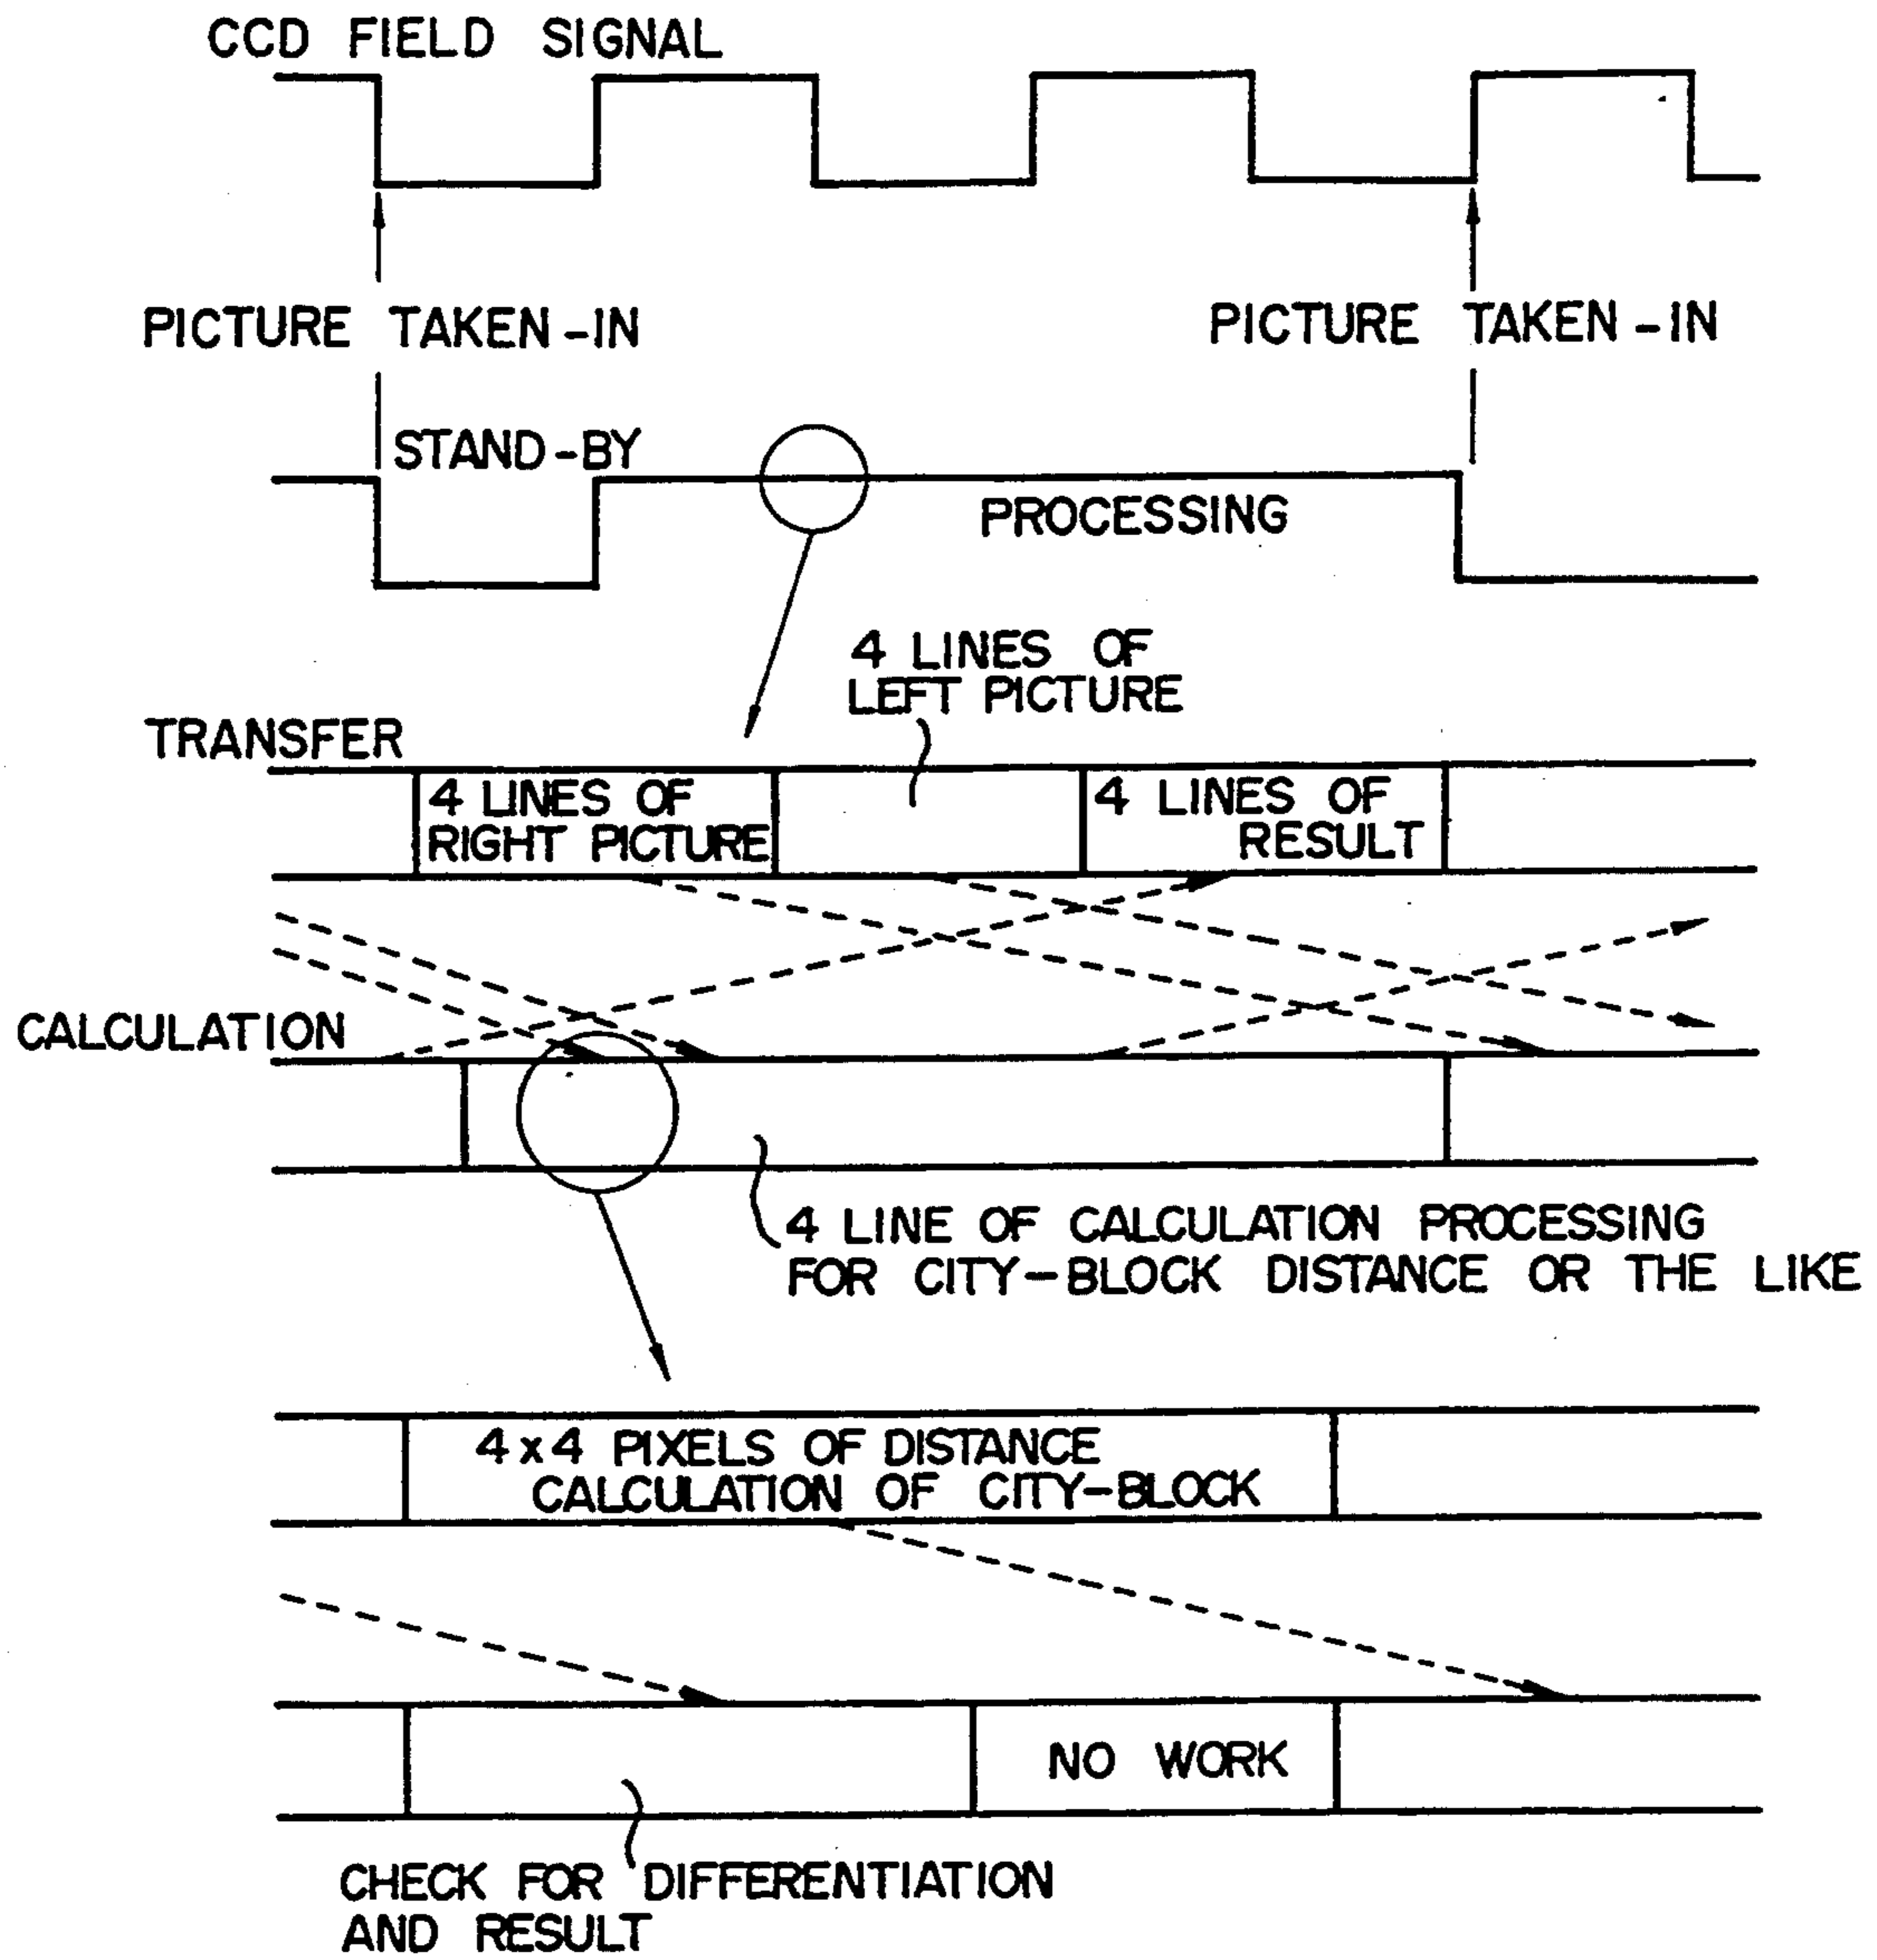 CCD FIELD SIGNAL
PICTURE TAKEN-IN
PICTURE TAKEN-IN
STAND-BY
PROCESSING
4 LINES OF
LEFT PICTURE
TRANSFER
4 LINES OF
RIGHT PICTURE
4 LINES OF
RESULT
CALCULATION
4 LINE OF CALCULATION PROCESSING
FOR CITY-BLOCK DISTANCE OR THE LIKE
4x4 PIXELS OF DISTANCE
CALCULATION OF CITY-BLOCK
NO WORK
CHECK FOR DIFFERENTIATION
AND RESULT